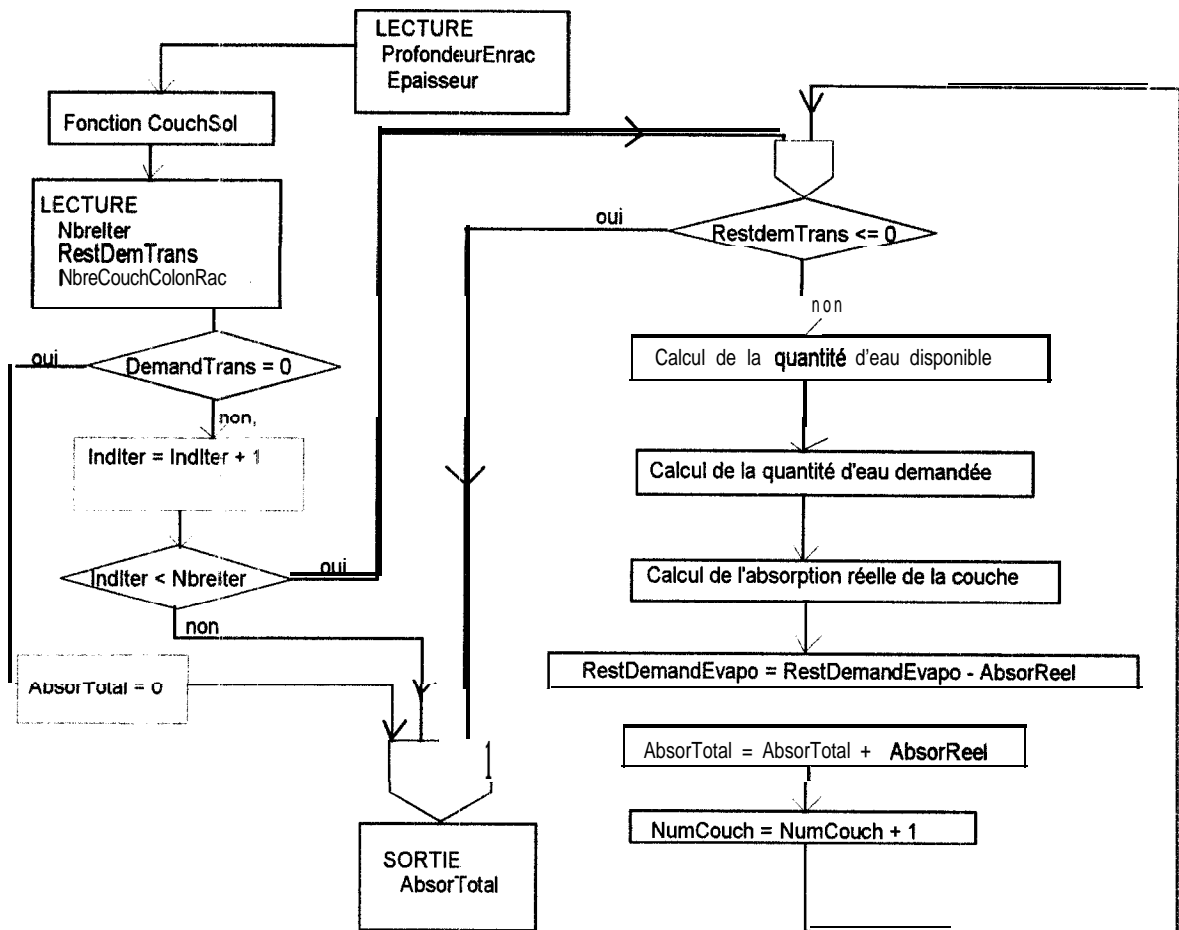 LECTURE
ProfondeurEnrac
Epaisseur
Fonction CouchSol
LECTURE
NbreIter
RestDemTrans
NbreCouchColonRac
DemandTrans = 0
oui
non,
IndIter = IndIter + 1
IndIter < Nbreiter
oui
non
AbsorTotal = 0
SORTIE
AbsorTotal
RestdemTrans <= 0
oui
non
Calcul de la quantité d'eau disponible
Calcul de la quantité d'eau demandée
Calcul de l'absorption réelle de la couche
RestDemandEvapo = RestDemandEvapo - AbsorReel
AbsorTotal = AbsorTotal + AbsorReel
NumCouch = NumCouch + 1